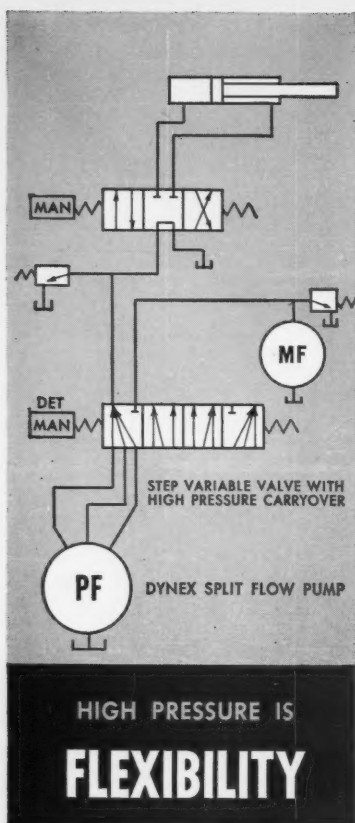 MAN
MF
DET
MAN
STEP VARIABLE VALVE WITH
HIGH PRESSURE CARRYOVER
PF
DYNEX SPLIT FLOW PUMP
HIGH PRESSURE IS
FLEXIBILITY